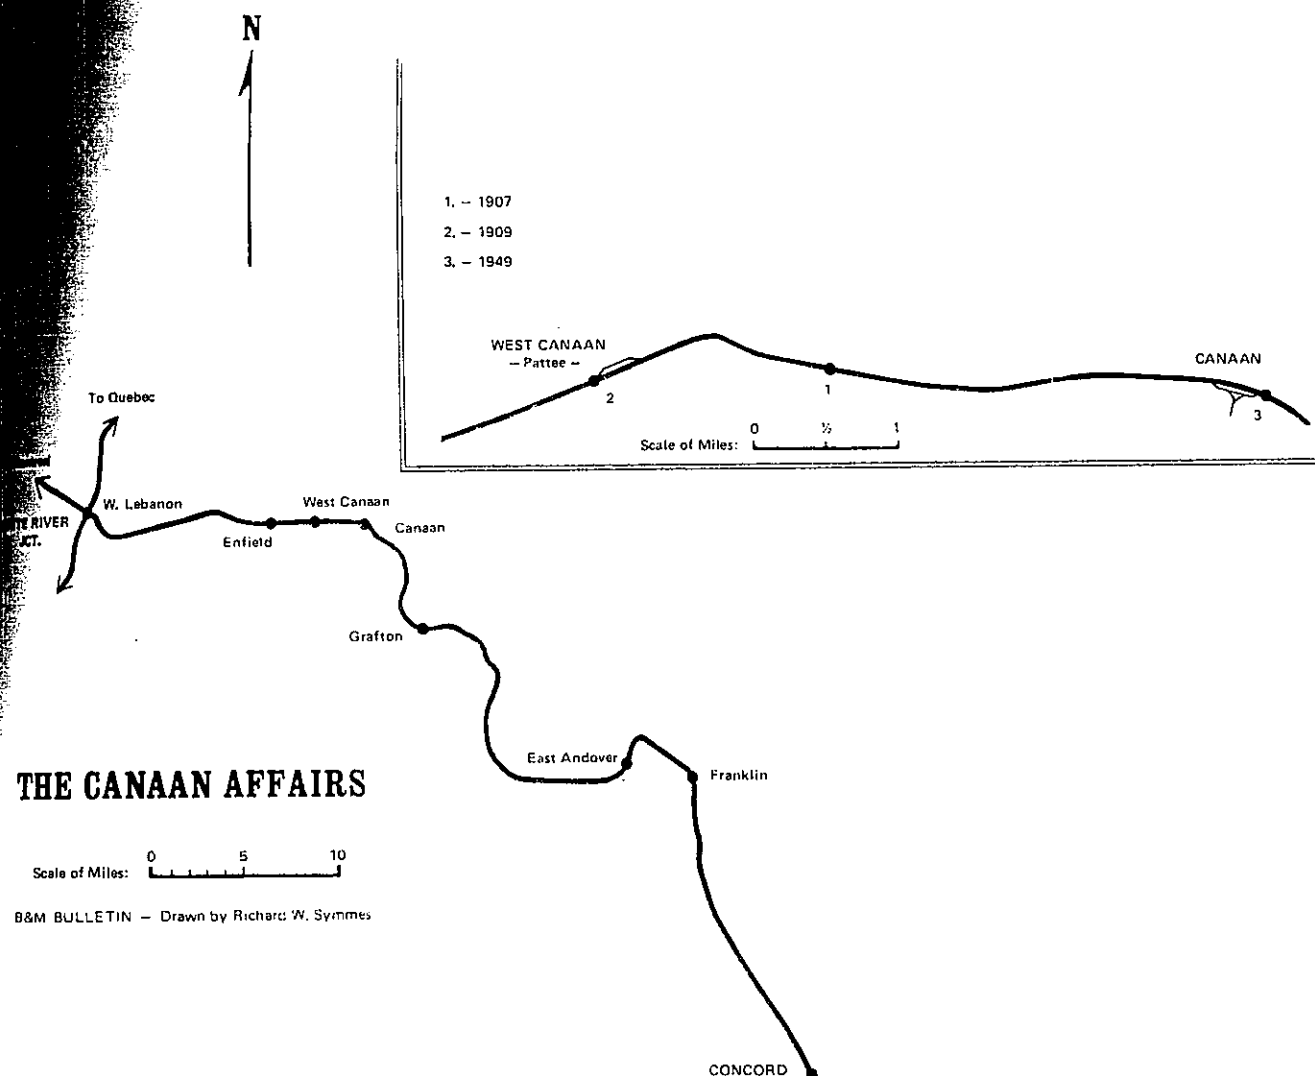 N
1. – 1907
2. – 1909
3. – 1949
WEST CANAAN
– Pattee –
2
1
CANAAN
3
0 ½ 1
Scale of Miles:
To Quebec
W. Lebanon
RIVER
JCT.
West Canaan
Enfield
Canaan
Grafton
East Andover
Franklin
THE CANAAN AFFAIRS
0 5 10
Scale of Miles:
B&M BULLETIN – Drawn by Richard W. Symmes
CONCORD